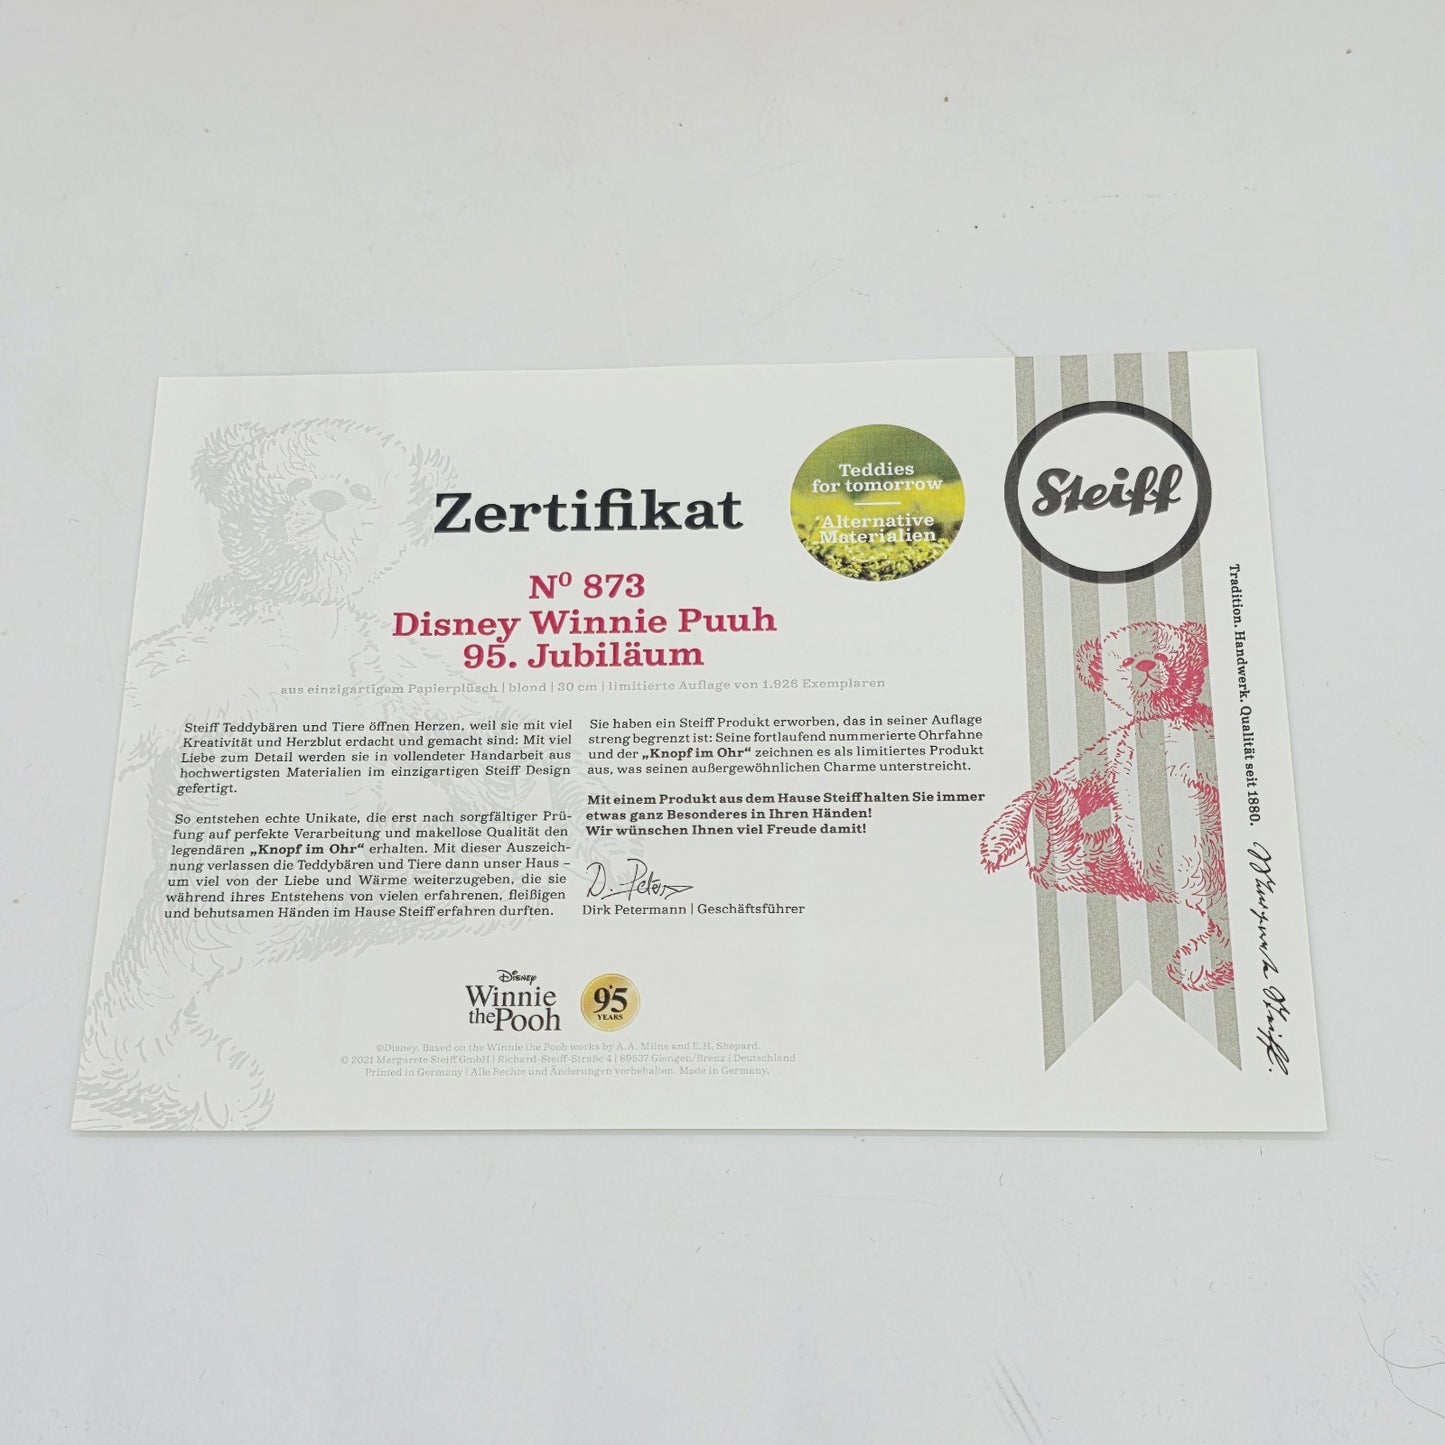 Zertifikat
Nº 873
Disney Winnie Puuh
95. Jubiläum
aus einzigartigem Papierplüsch | blond | 30 cm | limitierte Auflage von 1.926 Exemplaren
Teddies
for tomorrow
Alternative
Materialien
Steiff
Steiff Teddybären und Tiere öffnen Herzen, weil sie mit viel
Kreativität und Herzblut erdacht und gemacht sind: Mit viel
Liebe zum Detail werden sie in vollendeter Handarbeit aus
hochwertigsten Materialien im einzigartigen Steiff Design
gefertigt.
So entstehen echte Unikate, die erst nach sorgfältiger Prü-
fung auf perfekte Verarbeitung und makellose Qualität den
legendären „Knopf im Ohr“ erhalten. Mit dieser Auszeich-
nung verlassen die Teddybären und Tiere dann unser Haus –
um viel von der Liebe und Wärme weiterzugeben, die sie
während ihres Entstehens von vielen erfahrenen, fleißigen
und behutsamen Händen im Hause Steiff erfahren durften.
Sie haben ein Steiff Produkt erworben, das in seiner Auflage
streng begrenzt ist: Seine fortlaufend nummerierte Ohrfahne
und der „Knopf im Ohr“ zeichnen es als limitiertes Produkt
aus, was seinen außergewöhnlichen Charme unterstreicht.
Mit einem Produkt aus dem Hause Steiff halten Sie immer
etwas ganz Besonderes in Ihren Händen!
Wir wünschen Ihnen viel Freude damit!
D. Peterm
Dirk Petermann | Geschäftsführer
Disney
Winnie
the Pooh
95
YEARS
©Disney. Based on the Winnie the Pooh works by A.A. Milne and E.H. Shepard.
© 2021 Margarete Steiff GmbH | Richard-Steiff-Straße 4 | 89537 Giengen/Brenz | Deutschland
Printed in Germany | Alle Rechte und Änderungen vorbehalten. Made in Germany.
Tradition. Handwerk. Qualität seit 1880.
Margarete Steiff.